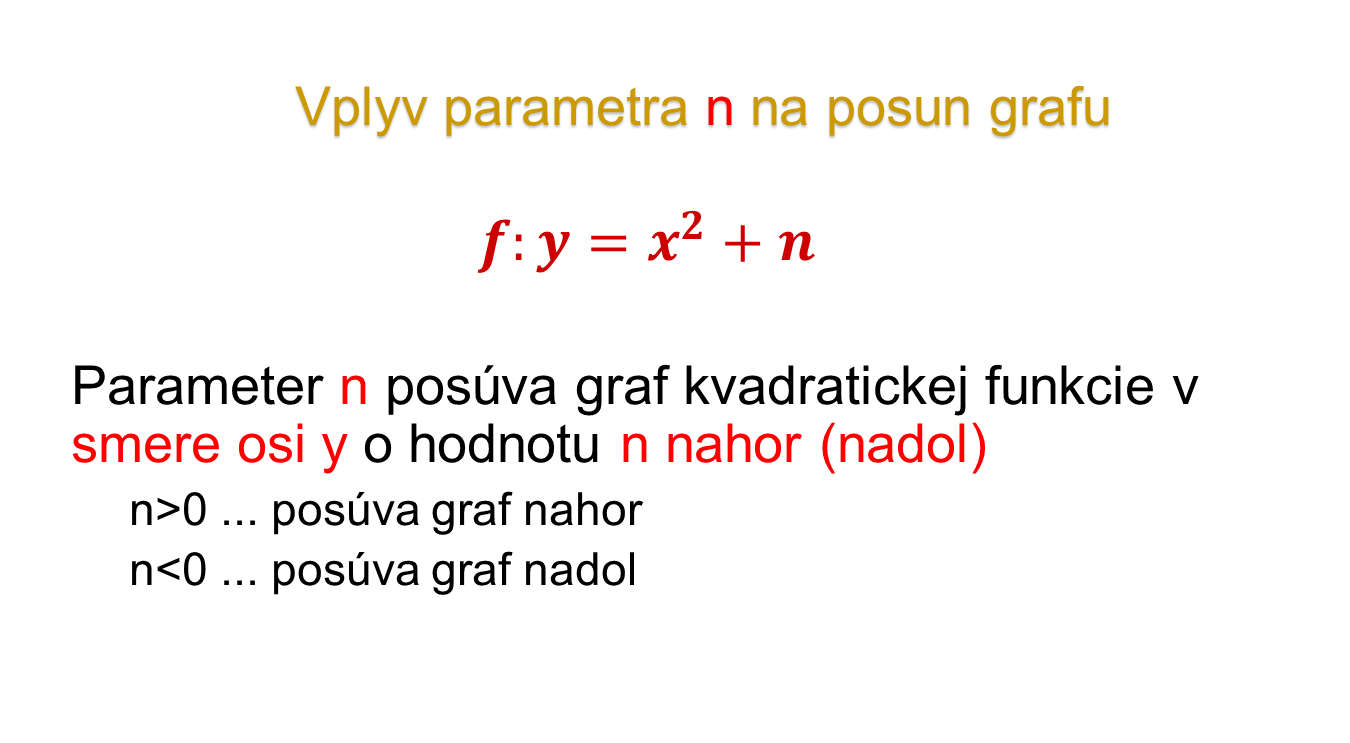 Vplyv parametra n na posun grafu
f: y = x² + n
Parameter n posúva graf kvadratickej funkcie v
smere osi y o hodnotu n nahor (nadol)
n>0 ... posúva graf nahor
n<0 ... posúva graf nadol